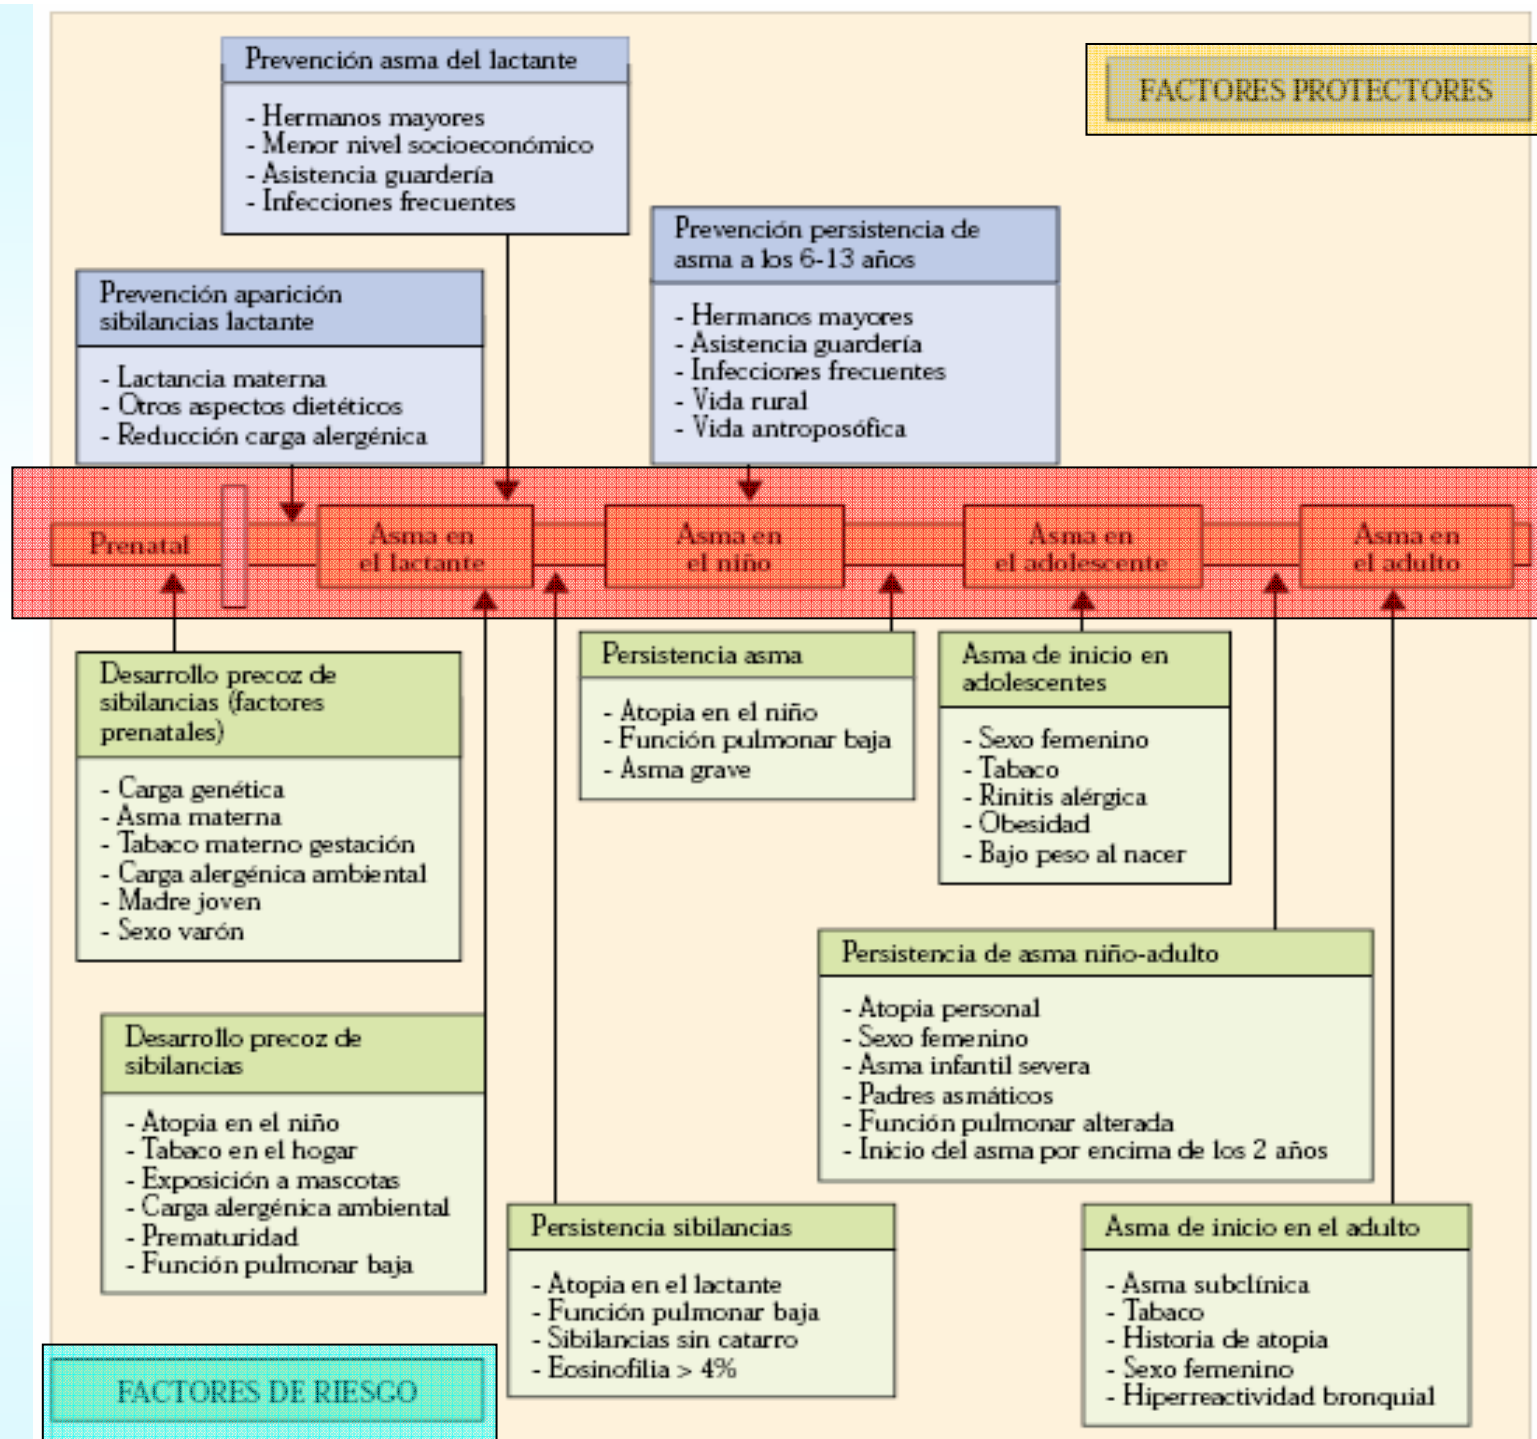 Prevención asma del lactante
- Hermanos mayores
- Menor nivel socioeconómico
- Asistencia guardería
- Infecciones frecuentes
FACTORES PROTECTORES
Prevención persistencia de
asma a los 6-13 años
- Hermanos mayores
- Asistencia guardería
- Infecciones frecuentes
- Vida rural
- Vida antroposófica
Prevención aparición
sibilancias lactante
- Lactancia materna
- Otros aspectos dietéticos
- Reducción carga alergénica
Prenatal
Asma en
el lactante
Asma en
el niño
Asma en
el adolescente
Asma en
el adulto
Desarrollo precoz de
sibilancias (factores
prenatales)
- Carga genética
- Asma materna
- Tabaco materno gestación
- Carga alergénica ambiental
- Madre joven
- Sexo varón
Persistencia asma
- Atopia en el niño
- Función pulmonar baja
- Asma grave
Asma de inicio en
adolescentes
- Sexo femenino
- Tabaco
- Rinitis alérgica
- Obesidad
- Bajo peso al nacer
Persistencia de asma niño-adulto
- Atopia personal
- Sexo femenino
- Asma infantil severa
- Padres asmáticos
- Función pulmonar alterada
- Inicio del asma por encima de los 2 años
Desarrollo precoz de
sibilancias
- Atopia en el niño
- Tabaco en el hogar
- Exposición a mascotas
- Carga alergénica ambiental
- Prematuridad
- Función pulmonar baja
Persistencia sibilancias
- Atopia en el lactante
- Función pulmonar baja
- Sibilancias sin catarro
- Eosinofilia > 4%
Asma de inicio en el adulto
- Asma subclínica
- Tabaco
- Historia de atopia
- Sexo femenino
- Hiperreactividad bronquial
FACTORES DE RIESGO